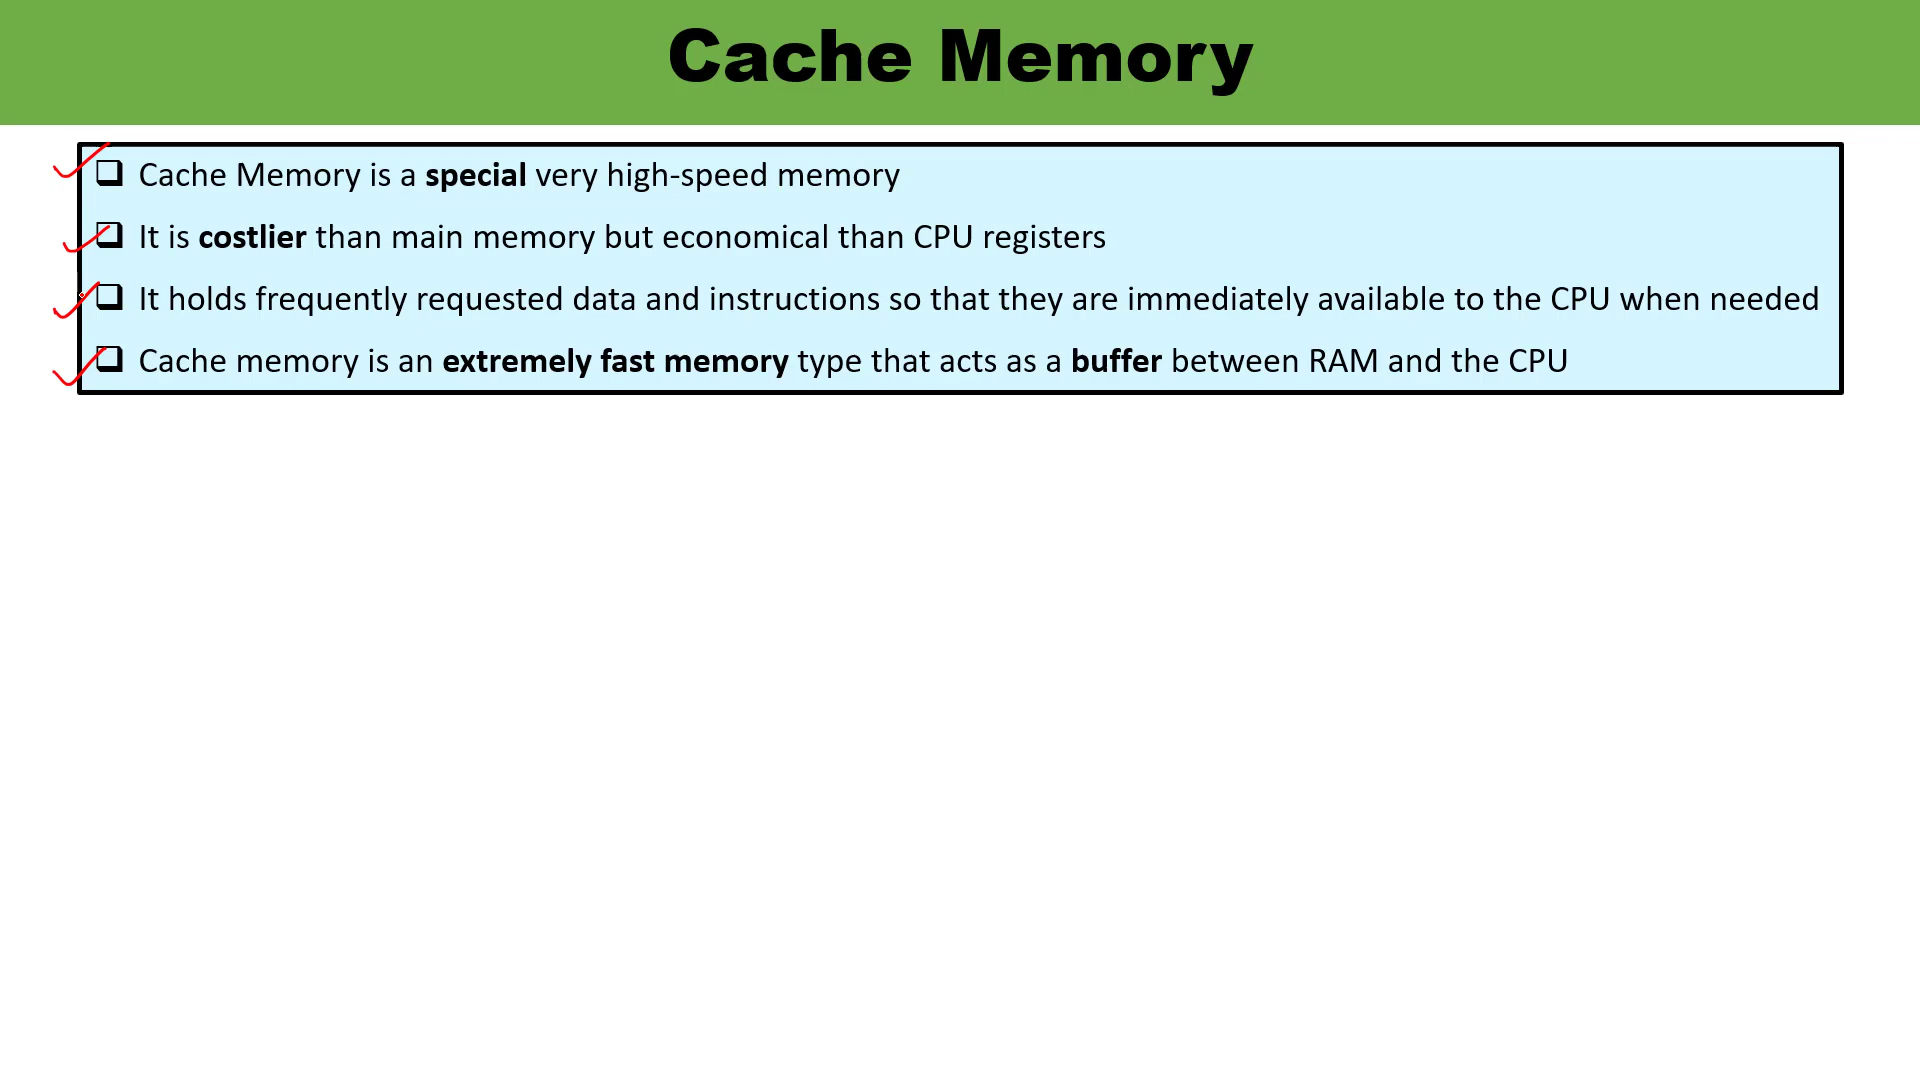 Cache Memory
Cache Memory is a special very high-speed memory
It is costlier than main memory but economical than CPU registers
It holds frequently requested data and instructions so that they are immediately available to the CPU when needed
Cache memory is an extremely fast memory type that acts as a buffer between RAM and the CPU